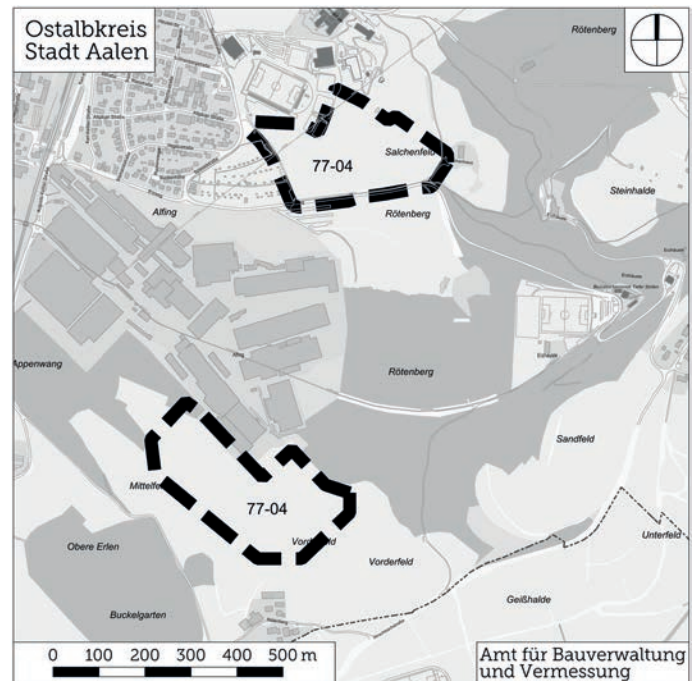 Ostalbkreis
Stadt Aalen
Rötenberg
77-04
Salchenfeld
Steinhalde
Alfing
Rötenberg
Appenwang
Rötenberg
Sandfeld
Mittelfe
77-04
Obere Erlen
Vorderfeld
Unterfeld
Geißhalde
Buckelgarten
0 100 200 300 400 500 m
Amt für Bauverwaltung
und Vermessung